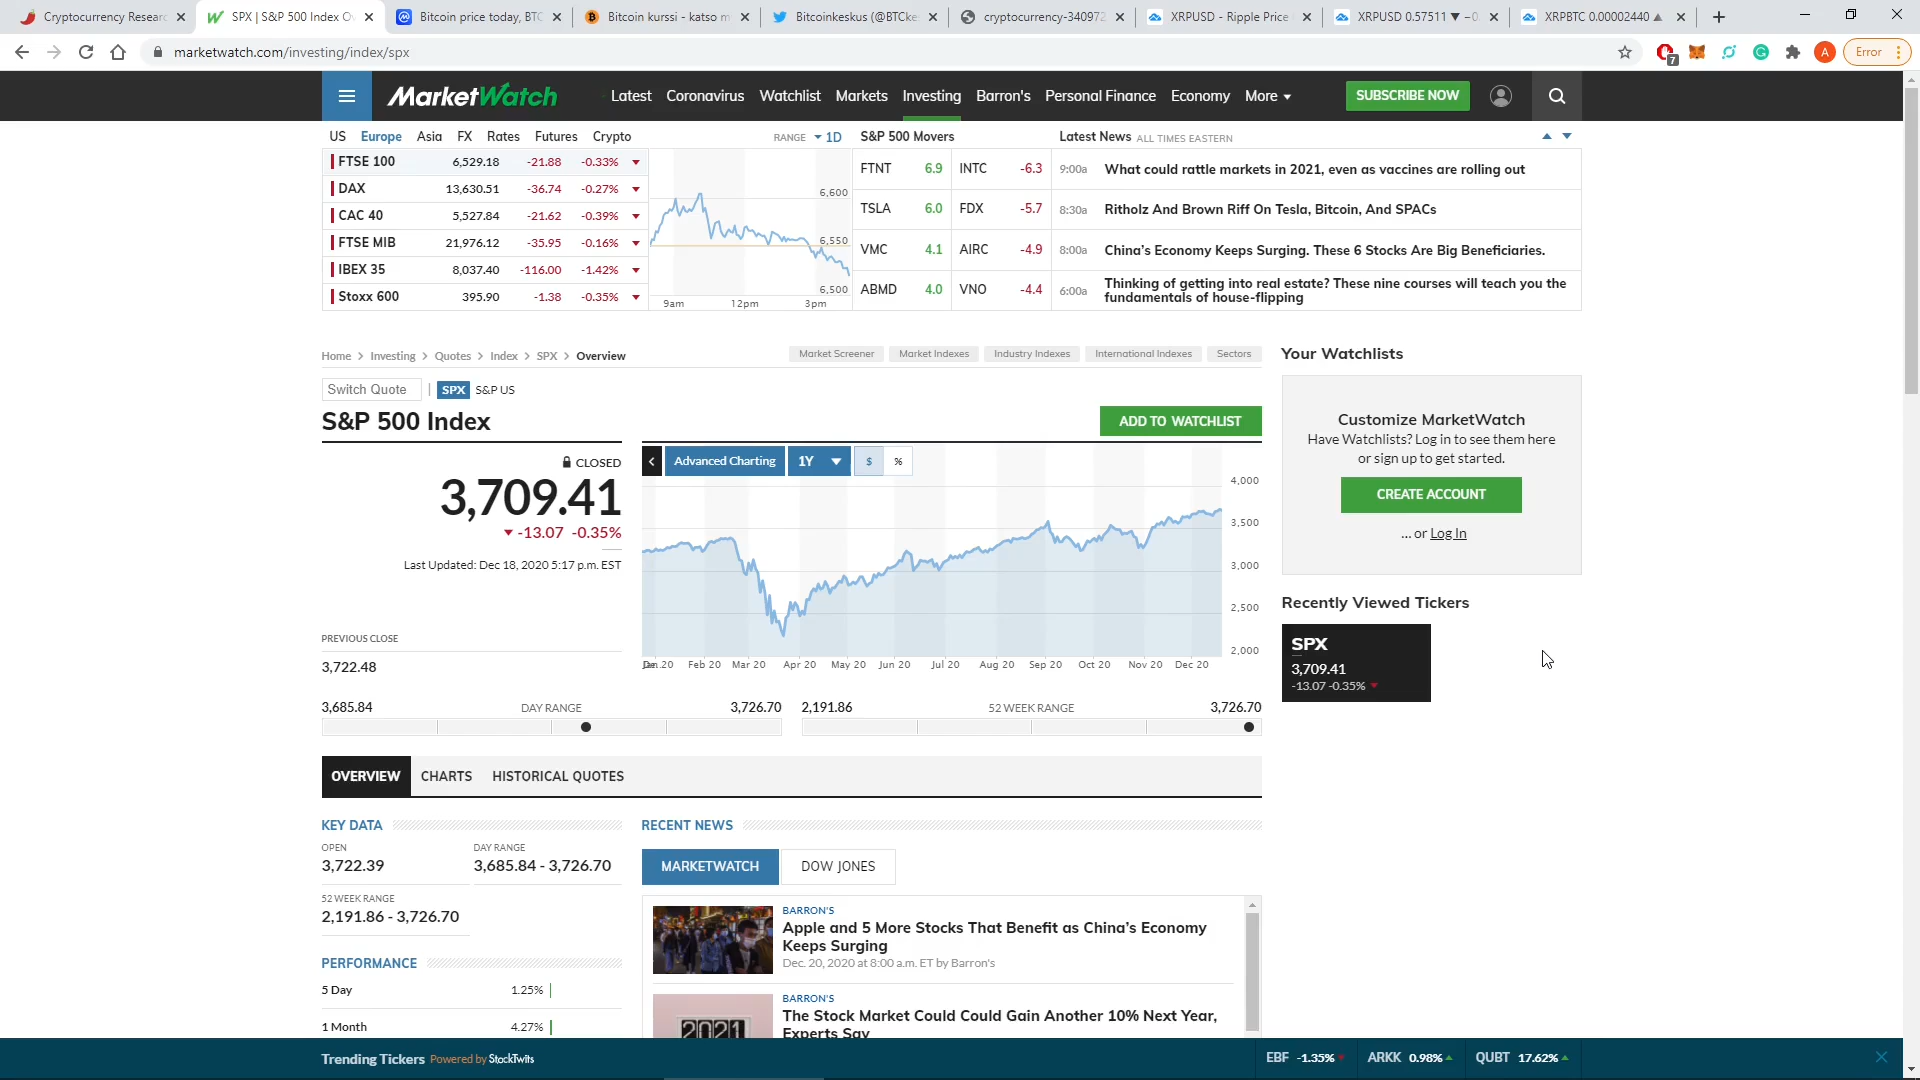 Cryptocurrency Researc
SPX | S&P 500 Index O
Bitcoin price today, BTC
Bitcoin kurssi - katso m
Bitcoinkeskus (@BTCke
cryptocurrency-340972
XRPUSD - Ripple Price
XRPUSD 0.57511 ▼ −0
XRPBTC 0.00002440 ▲
marketwatch.com/investing/index/spx
7
A
Error
MarketWatch
Latest Coronavirus Watchlist Markets Investing Barron's Personal Finance Economy More
SUBSCRIBE NOW
US Europe Asia FX Rates Futures Crypto
RANGE 1D
S&P 500 Movers
Latest News ALL TIMES EASTERN
FTSE 100 6,529.18 -21.88 -0.33%
DAX 13,630.51 -36.74 -0.27%
CAC 40 5,527.84 -21.62 -0.39%
FTSE MIB 21,976.12 -35.95 -0.16%
IBEX 35 8,037.40 -116.00 -1.42%
Stoxx 600 395.90 -1.38 -0.35%
6,600
6,550
6,500
9am 12pm 3pm
FTNT 6.9 INTC -6.3
TSLA 6.0 FDX -5.7
VMC 4.1 AIRC -4.9
ABMD 4.0 VNO -4.4
9:00a What could rattle markets in 2021, even as vaccines are rolling out
8:30a Ritholz And Brown Riff On Tesla, Bitcoin, And SPACs
8:00a China's Economy Keeps Surging. These 6 Stocks Are Big Beneficiaries.
6:00a Thinking of getting into real estate? These nine courses will teach you the
fundamentals of house-flipping
Home > Investing > Quotes > Index > SPX > Overview
Market Screener Market Indexes Industry Indexes International Indexes Sectors
Switch Quote | SPX S&P US
S&P 500 Index
ADD TO WATCHLIST
CLOSED
3,709.41
-13.07 -0.35%
Last Updated: Dec 18, 2020 5:17 p.m. EST
PREVIOUS CLOSE
3,722.48
Advanced Charting 1Y $ %
4,000
3,500
3,000
2,500
2,000
Jan 20 Feb 20 Mar 20 Apr 20 May 20 Jun 20 Jul 20 Aug 20 Sep 20 Oct 20 Nov 20 Dec 20
3,685.84 DAY RANGE 3,726.70
2,191.86 52 WEEK RANGE 3,726.70
OVERVIEW CHARTS HISTORICAL QUOTES
KEY DATA
OPEN
3,722.39
DAY RANGE
3,685.84 - 3,726.70
52 WEEK RANGE
2,191.86 - 3,726.70
PERFORMANCE
5 Day 1.25%
1 Month 4.27%
RECENT NEWS
MARKETWATCH DOW JONES
BARRON'S
Apple and 5 More Stocks That Benefit as China's Economy
Keeps Surging
Dec. 20, 2020 at 8:00 a.m. ET by Barron's
2021
BARRON'S
The Stock Market Could Could Gain Another 10% Next Year,
Experts Say
Your Watchlists
Customize MarketWatch
Have Watchlists? Log in to see them here
or sign up to get started.
CREATE ACCOUNT
... or Log In
Recently Viewed Tickers
SPX
3,709.41
-13.07 -0.35%
Trending Tickers Powered by StockTwits
EBF -1.35% ARKK 0.98% QUBT 17.62%